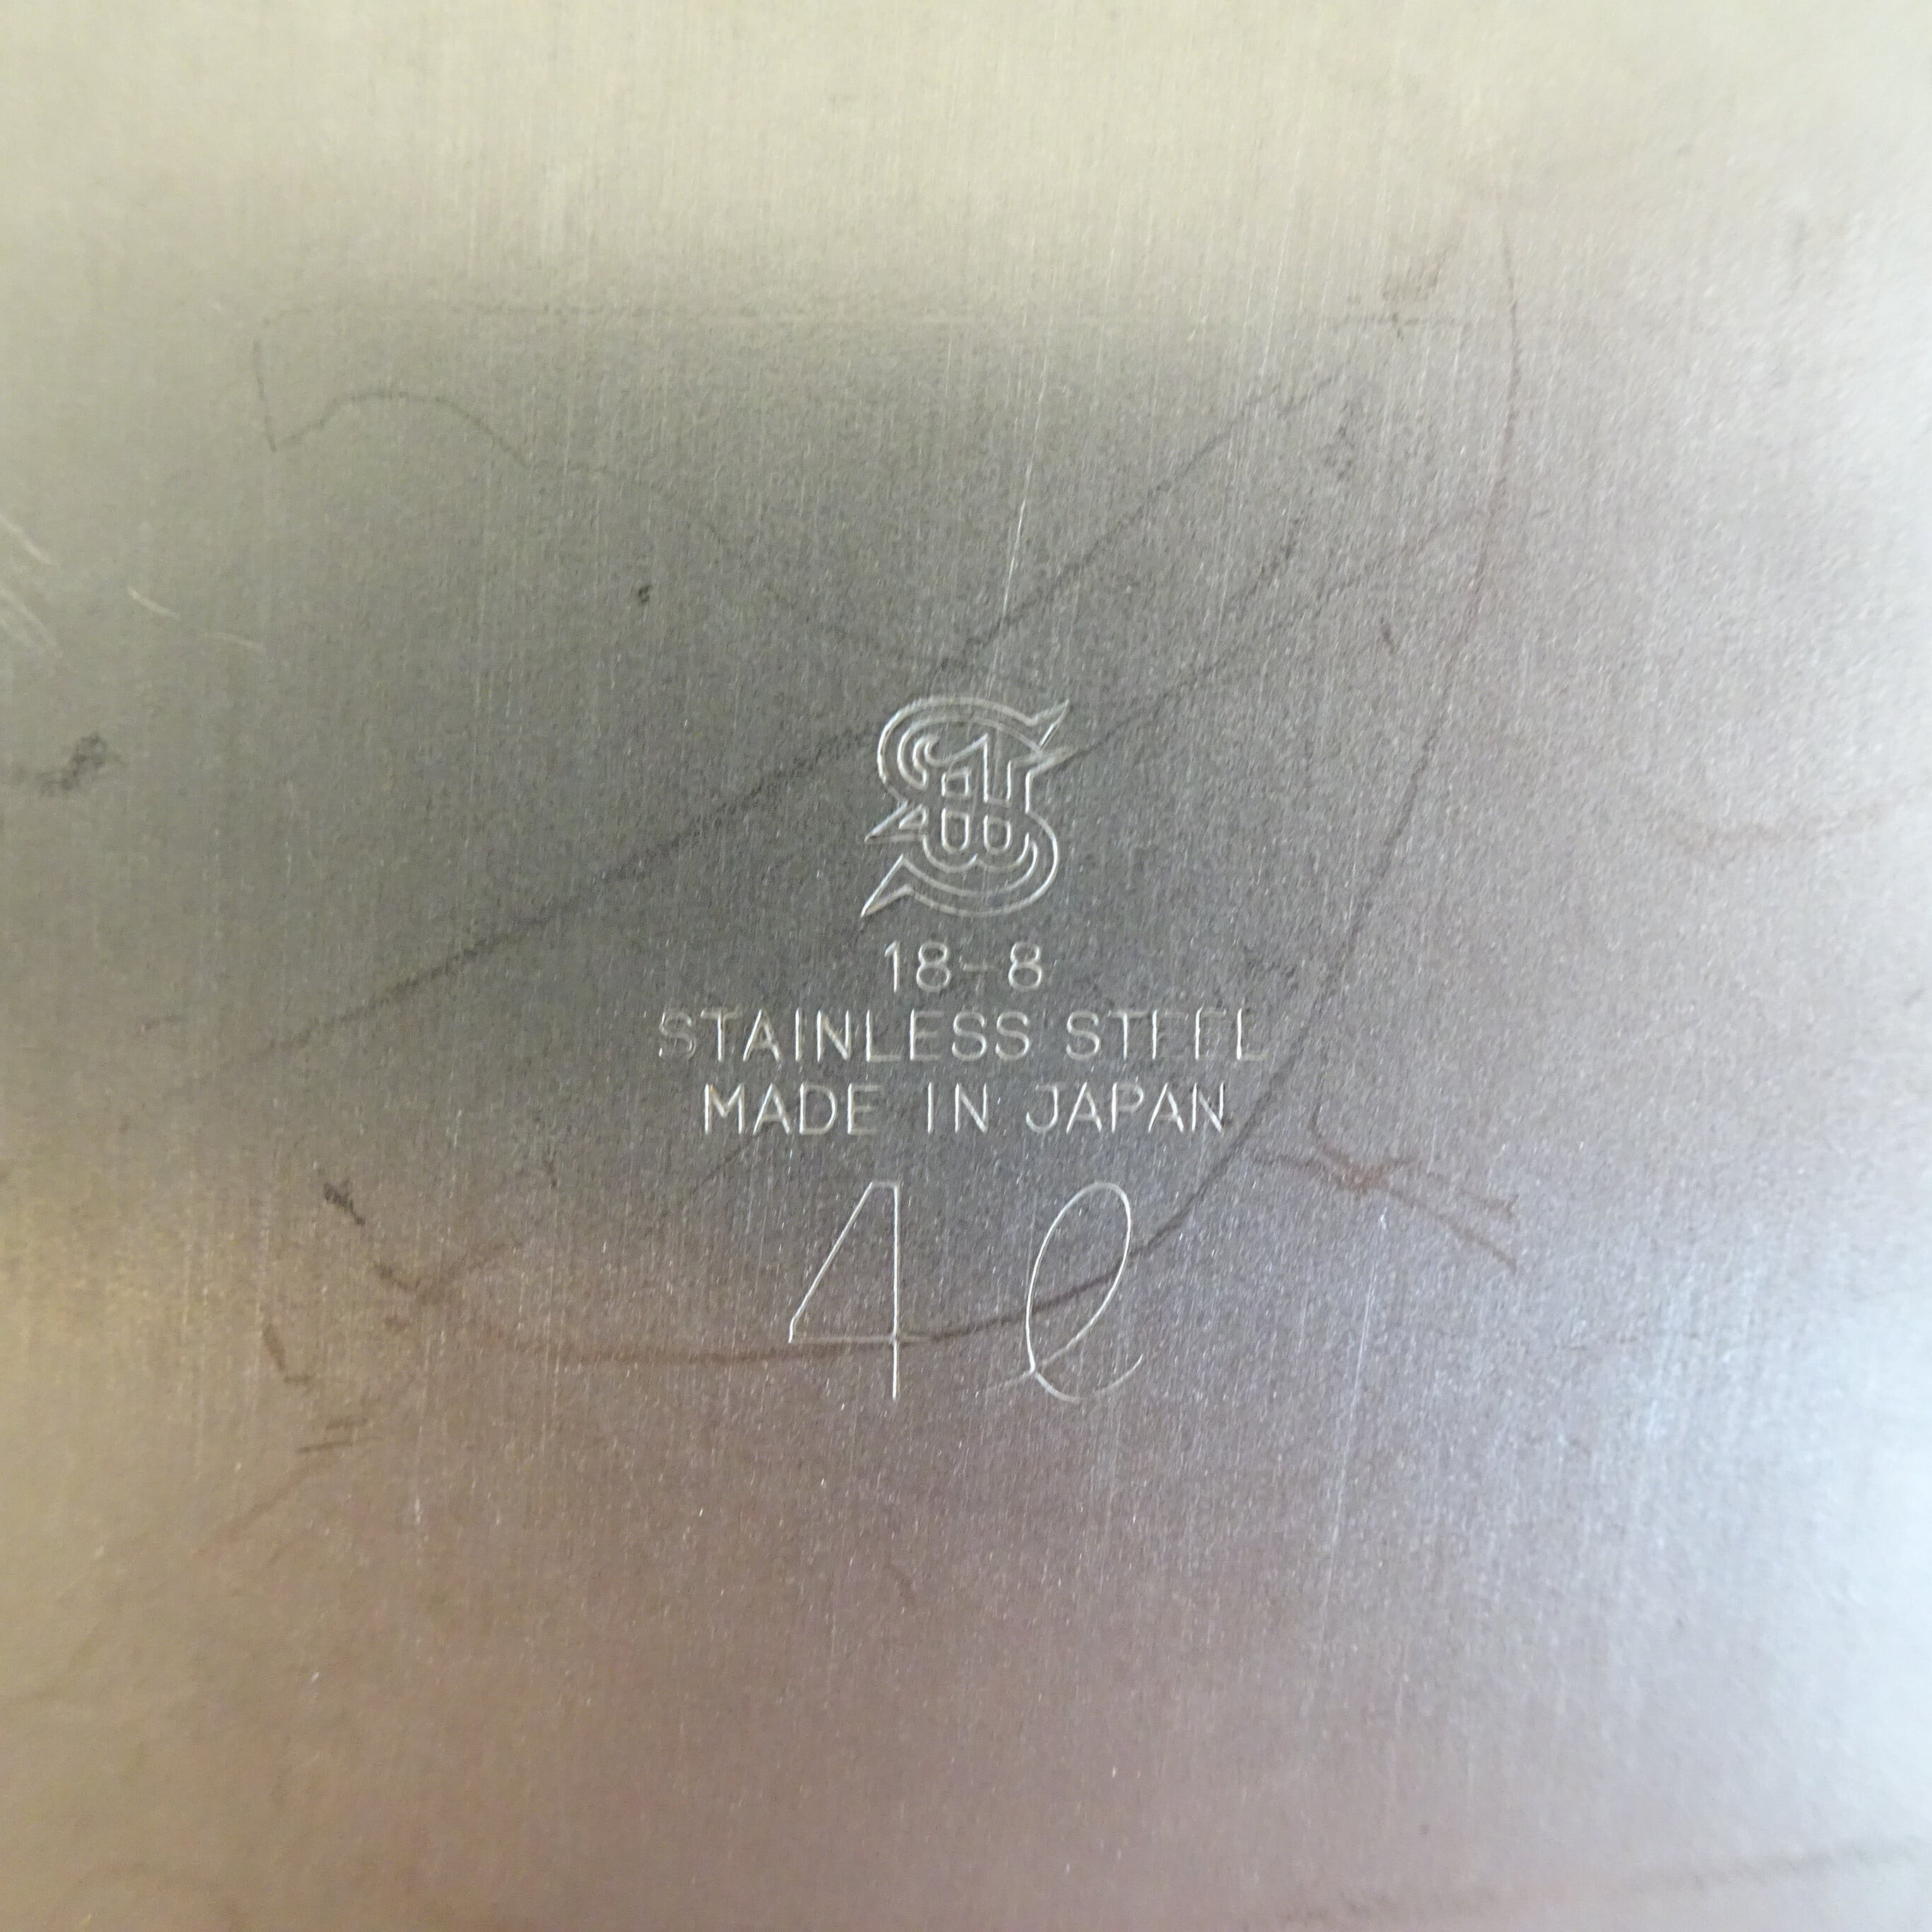 18-8
STAINLESS STEEL
MADE IN JAPAN
4ℓ